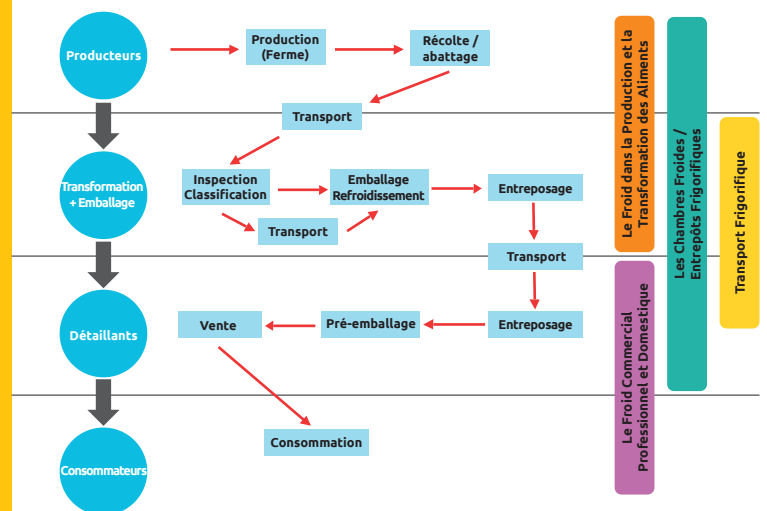 Producteurs
Production
(Ferme)
Récolte /
abattage
Transport
Transformation
+ Emballage
Inspection
Classification
Emballage
Refroidissement
Entreposage
Transport
Transport
Détaillants
Vente
Pré-emballage
Entreposage
Consommation
Consommateurs
Le Froid dans la Production et la
Transformation des Aliments
Les Chambres Froides /
Entrepôts Frigorifiques
Transport Frigorifique
Le Froid Commercial
Professionnel et Domestique